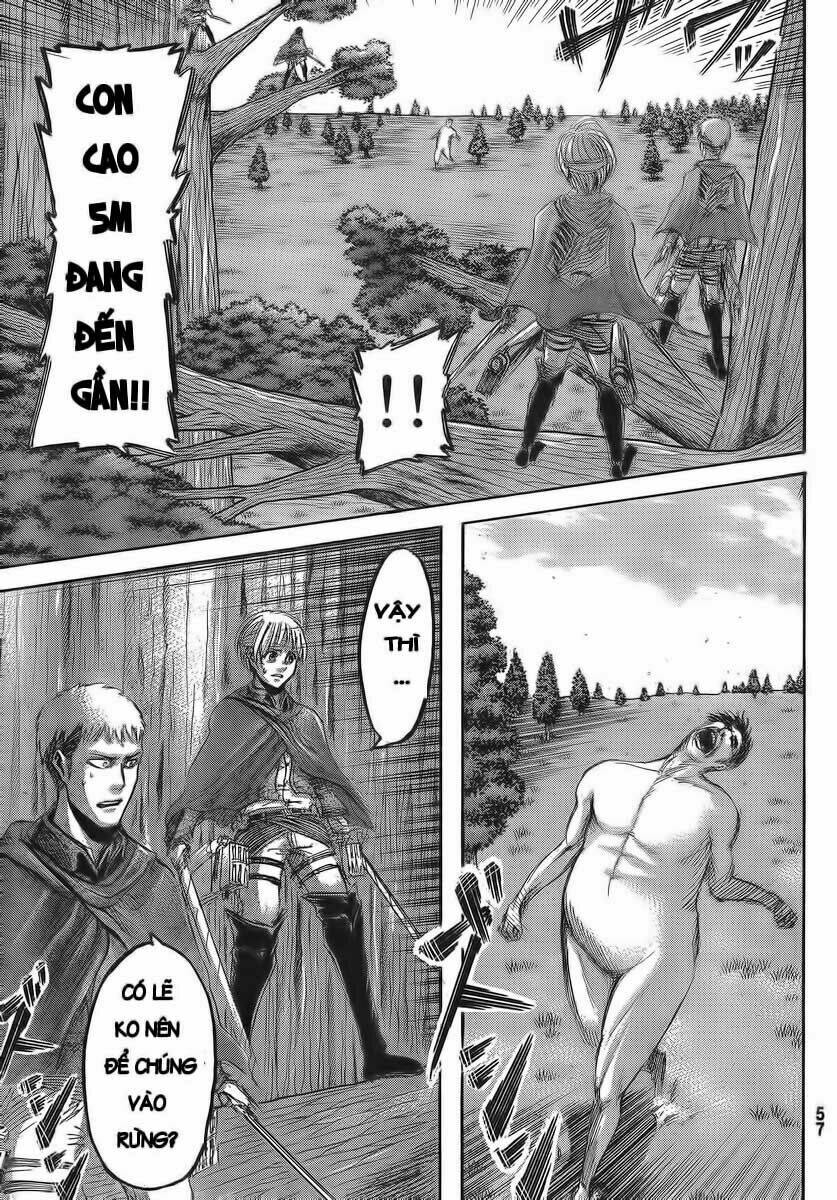 CON
CAO
5M
ĐANG
ĐẾN
GẦN!!
!!
VẬY
THÌ
...
CÓ LẼ
KO NÊN
ĐỂ CHÚNG
VÀO
RỪNG?
57